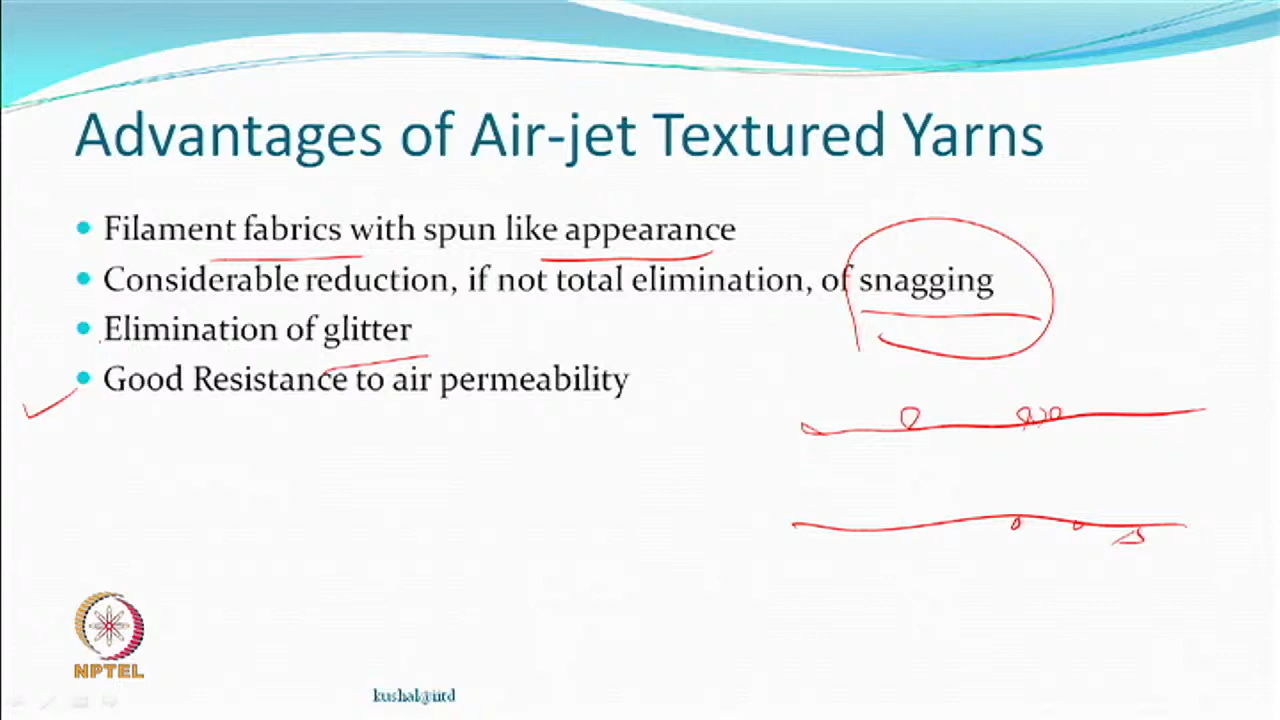 Advantages of Air-jet Textured Yarns
Filament fabrics with spun like appearance
Considerable reduction, if not total elimination, of snagging
Elimination of glitter
Good Resistance to air permeability
NPTEL
kushal@iitd